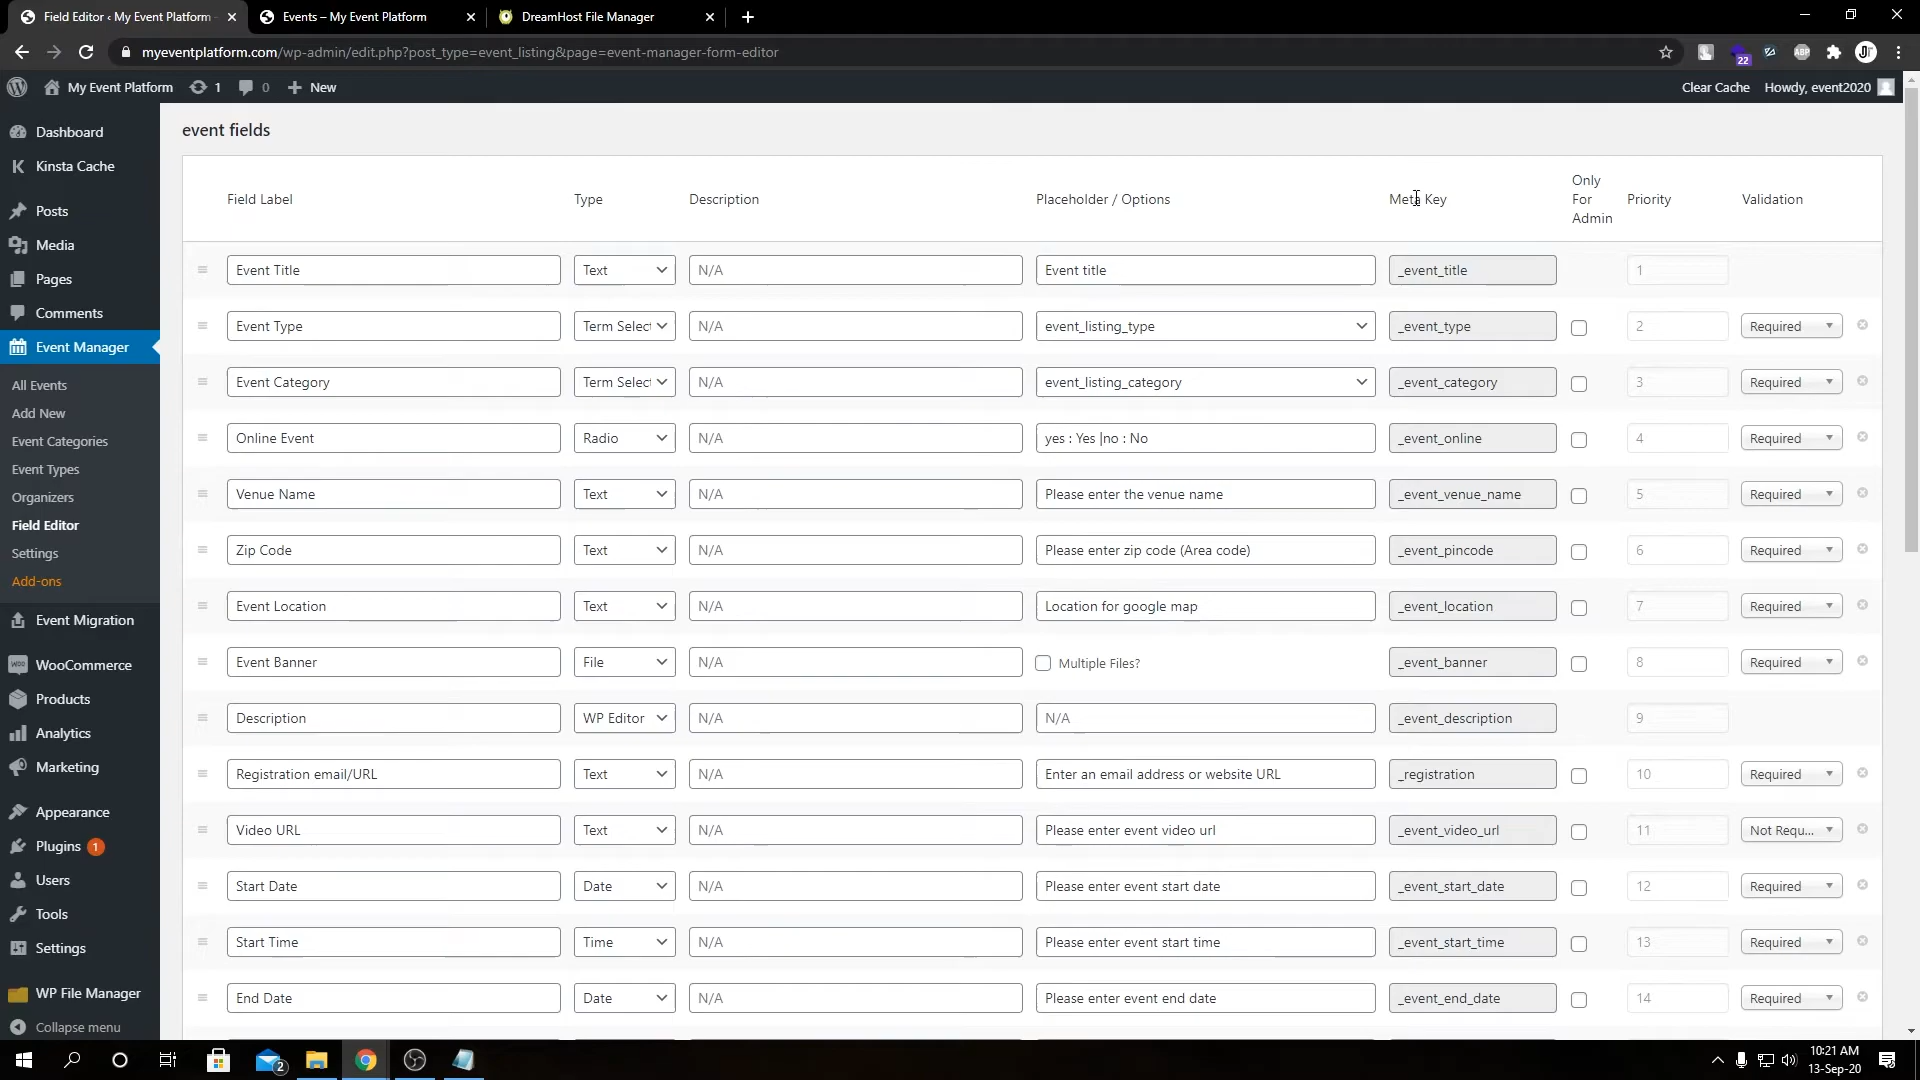 Field Editor ‹ My Event Platform
Events – My Event Platform
DreamHost File Manager
myeventplatform.com/wp-admin/edit.php?post_type=event_listing&page=event-manager-form-editor
22
ABP
My Event Platform 1 0 + New
Clear Cache Howdy, event2020
Dashboard
Kinsta Cache
Posts
Media
Pages
Comments
Event Manager
All Events
Add New
Event Categories
Event Types
Organizers
Field Editor
Settings
Add-ons
Event Migration
WooCommerce
Products
Analytics
Marketing
Appearance
Plugins 1
Users
Tools
Settings
WP File Manager
Collapse menu
event fields
Field Label Type Description Placeholder / Options Meta Key Only For Admin Priority Validation
Event Title Text N/A Event title _event_title 1
Event Type Term Select N/A event_listing_type _event_type 2 Required
Event Category Term Select N/A event_listing_category _event_category 3 Required
Online Event Radio N/A yes : Yes |no : No _event_online 4 Required
Venue Name Text N/A Please enter the venue name _event_venue_name 5 Required
Zip Code Text N/A Please enter zip code (Area code) _event_pincode 6 Required
Event Location Text N/A Location for google map _event_location 7 Required
Event Banner File N/A Multiple Files? _event_banner 8 Required
Description WP Editor N/A N/A _event_description 9
Registration email/URL Text N/A Enter an email address or website URL _registration 10 Required
Video URL Text N/A Please enter event video url _event_video_url 11 Not Requ...
Start Date Date N/A Please enter event start date _event_start_date 12 Required
Start Time Time N/A Please enter event start time _event_start_time 13 Required
End Date Date N/A Please enter event end date _event_end_date 14 Required
2
10:21 AM
13-Sep-20